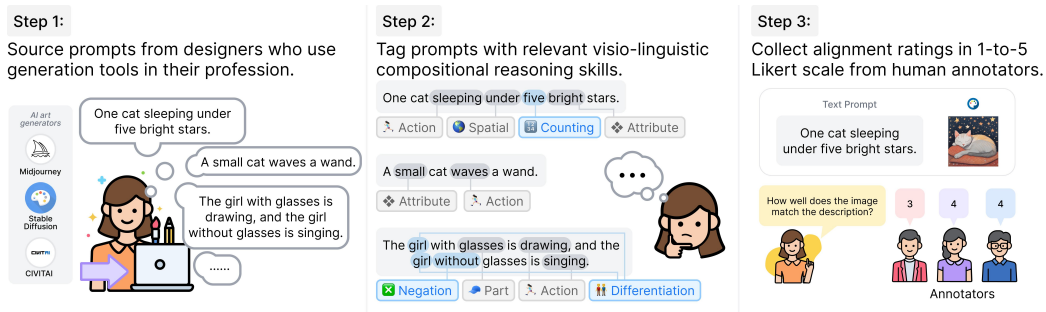 Step 1:
Source prompts from designers who use
generation tools in their profession.
AI art
generators
Midjourney
Stable
Diffusion
CIVITAI
CIVITAI
One cat sleeping under
five bright stars.
A small cat waves a wand.
The girl with glasses is
drawing, and the girl
without glasses is singing.
......
Step 2:
Tag prompts with relevant visio-linguistic
compositional reasoning skills.
One cat sleeping under five bright stars.
Action
Spatial
Counting
Attribute
A small cat waves a wand.
Attribute
Action
The girl with glasses is drawing, and the
girl without glasses is singing.
Negation
Part
Action
Differentiation
Step 3:
Collect alignment ratings in 1-to-5
Likert scale from human annotators.
Text Prompt
One cat sleeping
under five bright stars.
How well does the image
match the description?
3
4
4
Annotators